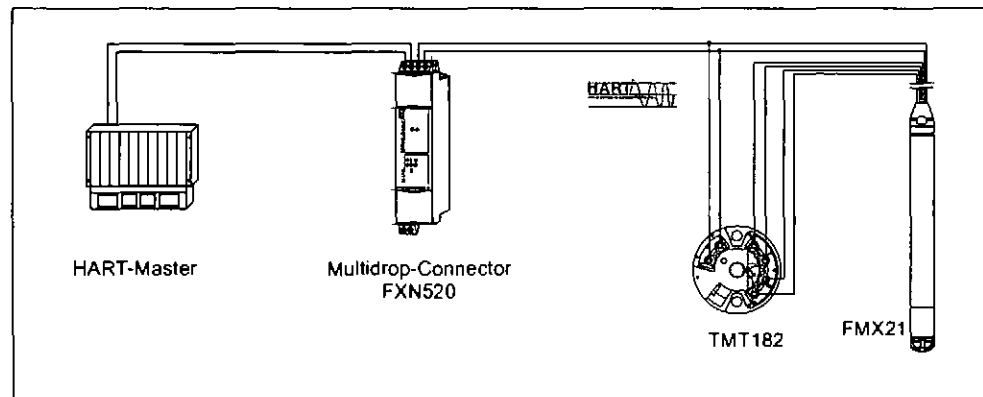 HART
HART-Master
Multidrop-Connector
FXN520
TMT182
FMX21